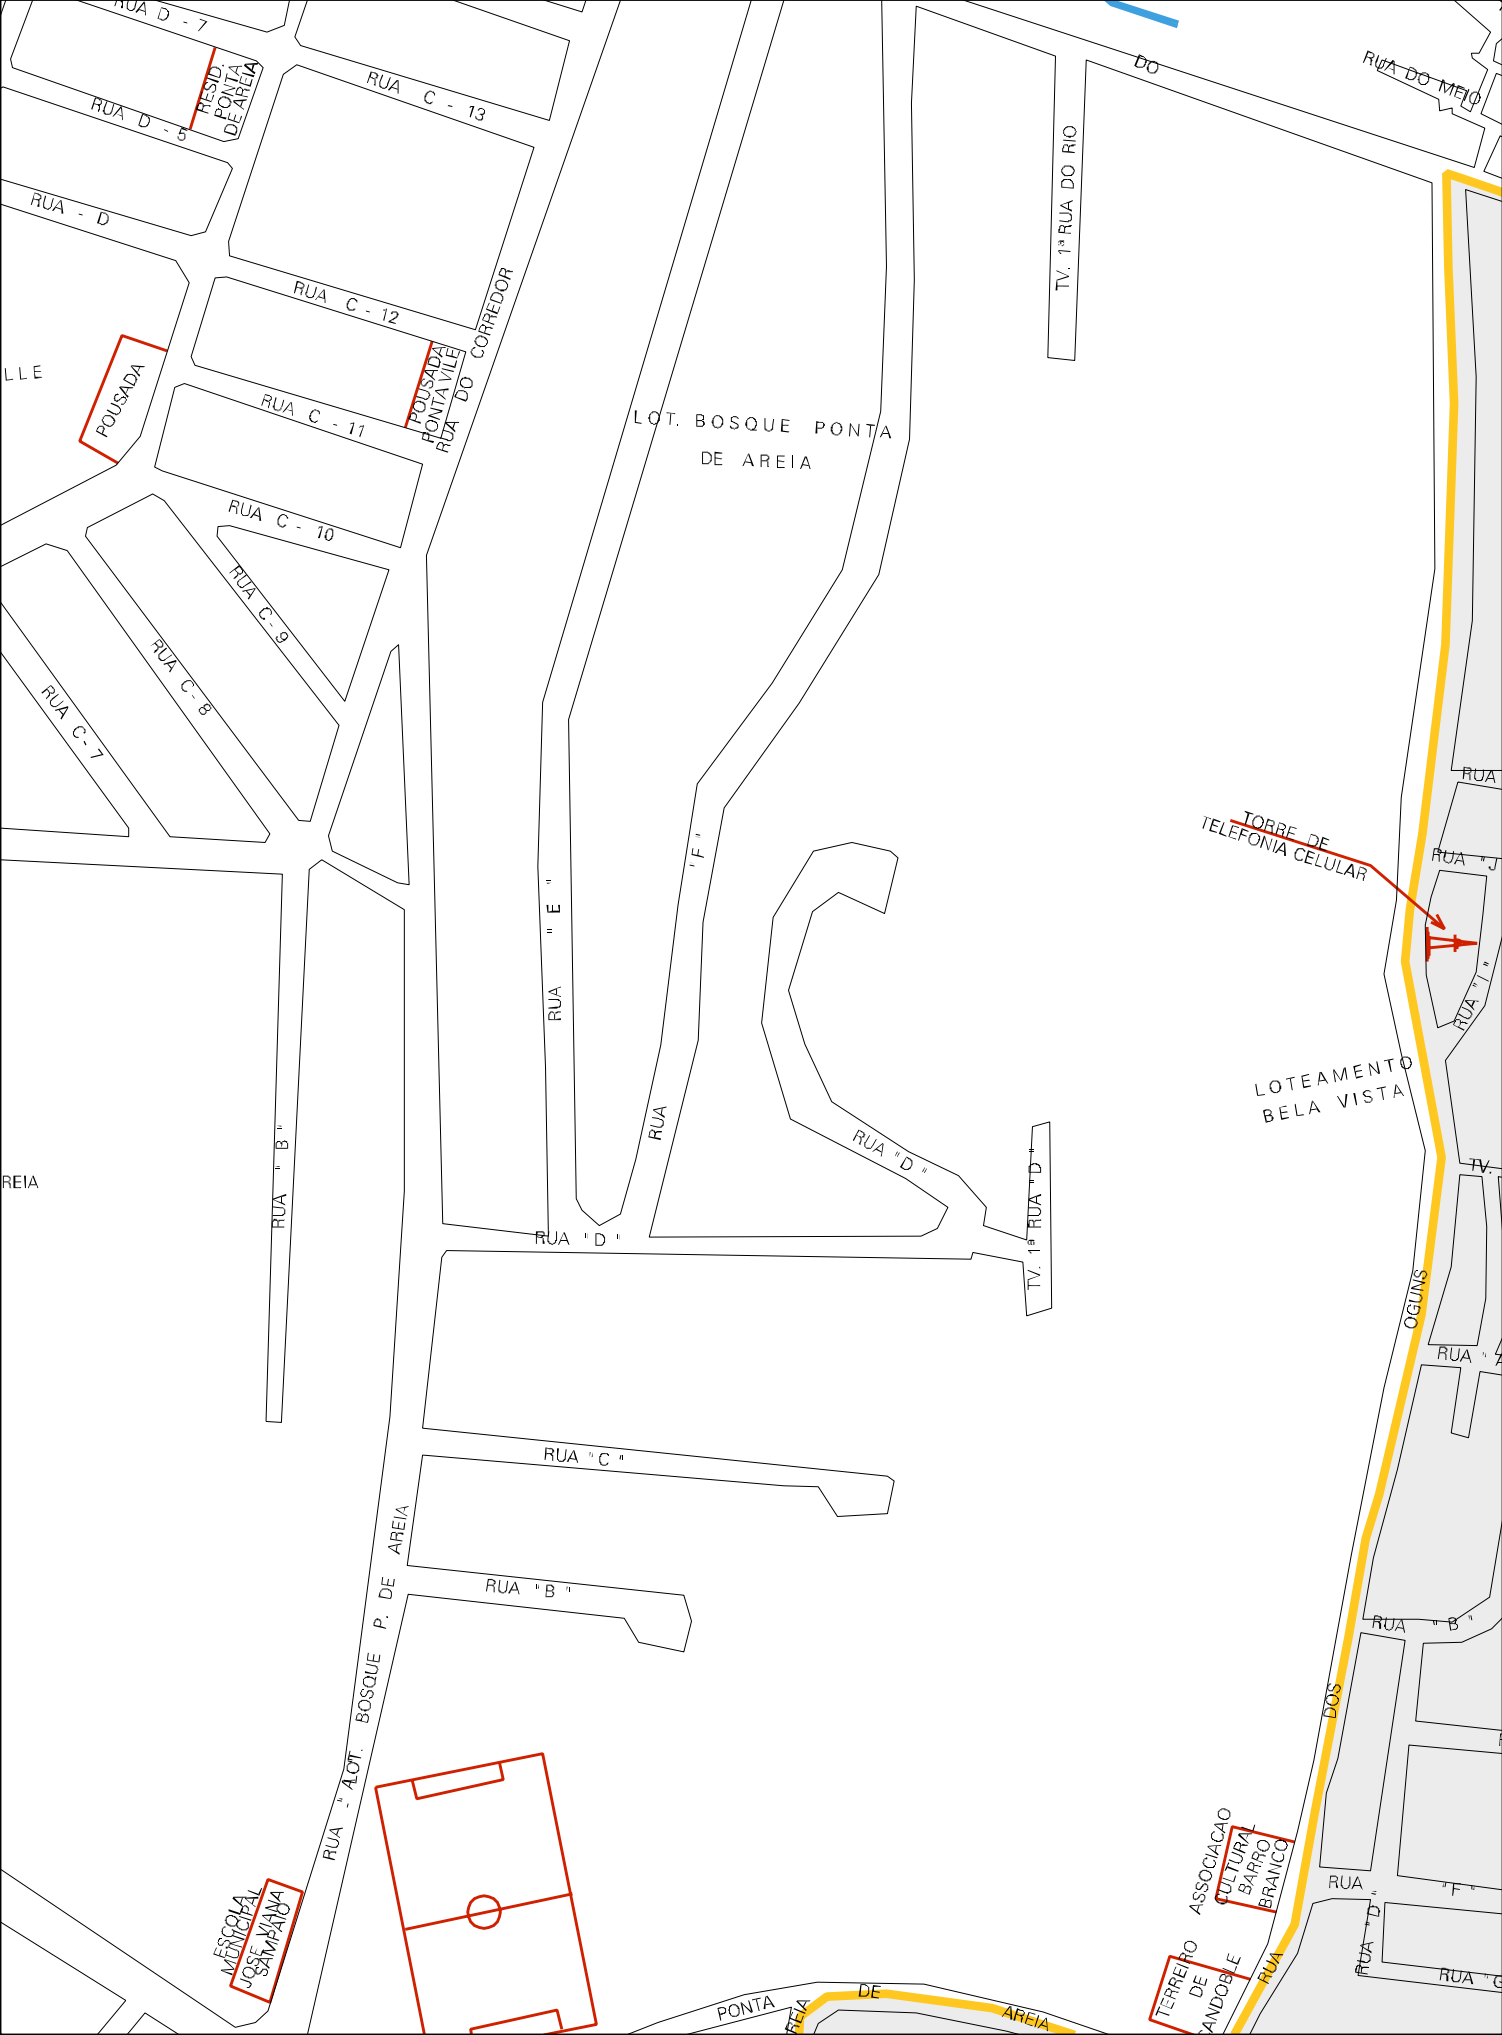 RUA D - 7
DO
RUA DO MEIO
RESID.
PONTA
DE AREIA
RUA C - 13
RUA D - 5
TV. 1ª RUA DO RIO
RUA - D
RUA C - 12
RUA DO CORREDOR
POUSADA
PONTA VILE
LLE
POUSADA
RUA C - 11
LOT. BOSQUE PONTA
DE AREIA
RUA C - 10
RUA C - 9
RUA C - 8
RUA C - 7
RUA
RUA "F"
TORRE DE
TELEFONIA CELULAR
RUA "J
RUA "E"
RUA "I"
LOTEAMENTO
BELA VISTA
RUA "B"
RUA "D"
TV. 1ª RUA "D"
TV.
REIA
RUA "D"
RUA DOS OGUNS
RUA "A
RUA "C"
RUA "B"
RUA "B"
RUA - "A" LOT. BOSQUE P. DE AREIA
ASSOCIACAO
CULTURAL
BARRO
BRANCO
RUA "F"
RUA "D"
ESCOLA
MUNICIPAL
JOSE VIANA
SAMPAIO
TERREIRO
DE
CANDOBLE
RUA "G
PONTA DE AREIA
REIA